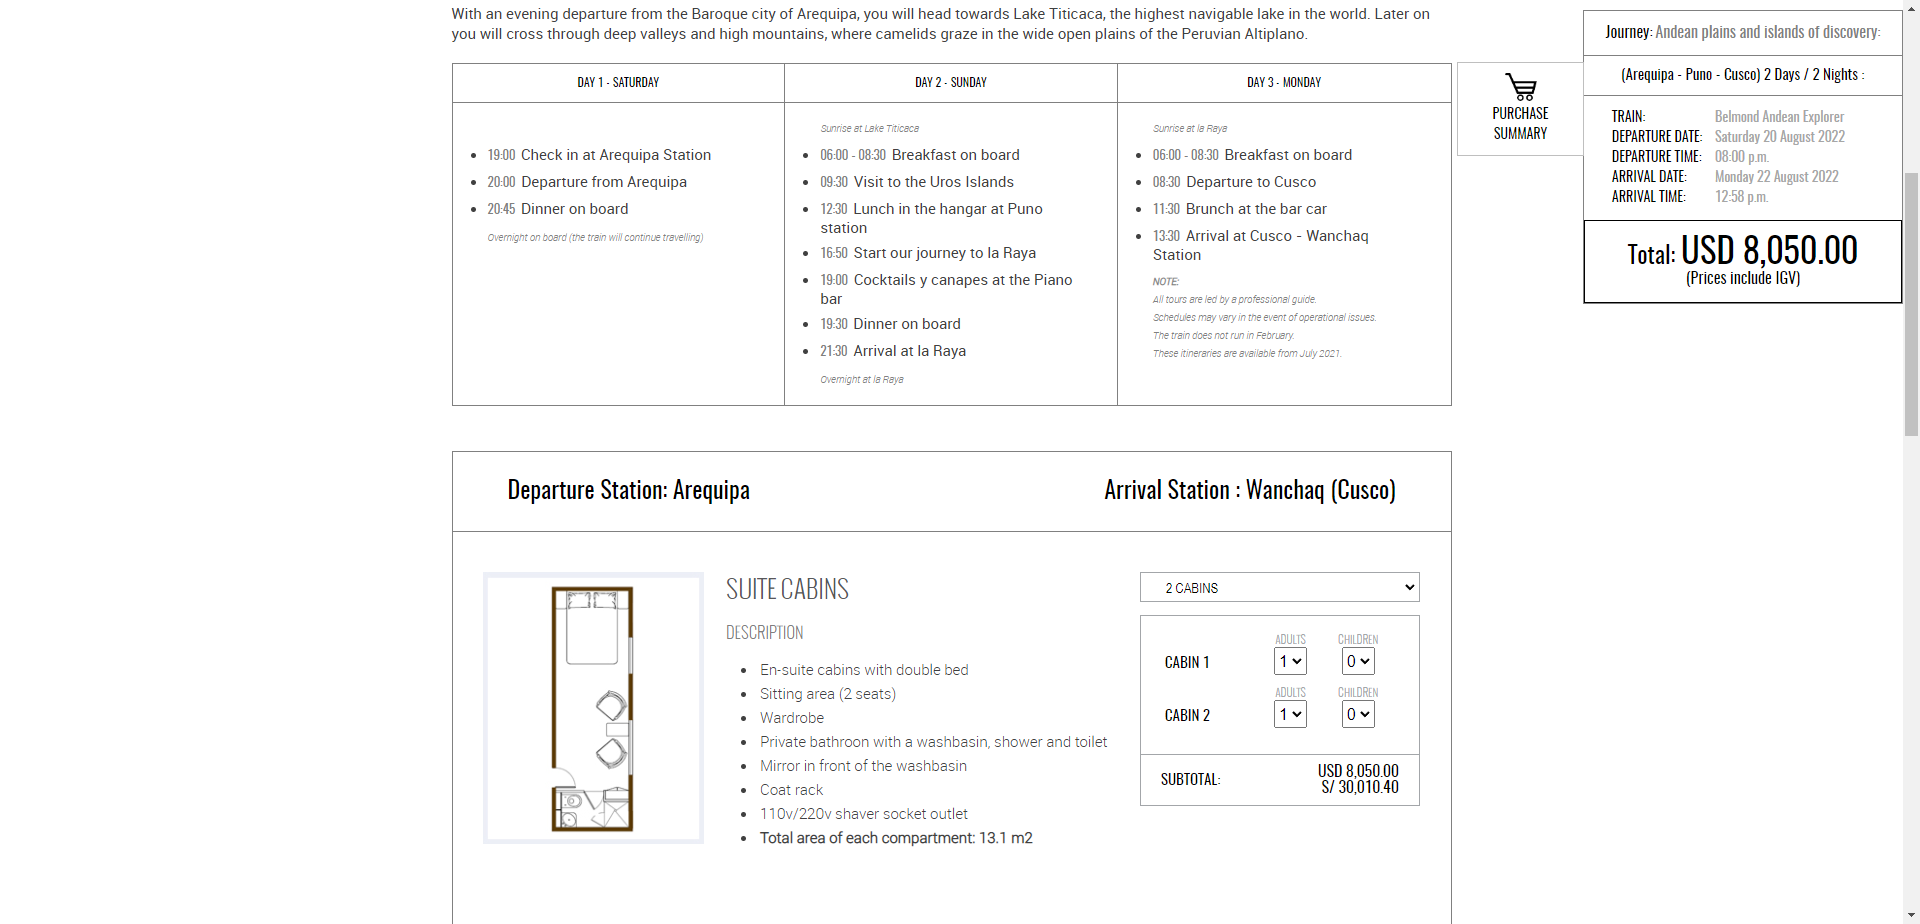 With an evening departure from the Baroque city of Arequipa, you will head towards Lake Titicaca, the highest navigable lake in the world. Later on
you will cross through deep valleys and high mountains, where camelids graze in the wide open plains of the Peruvian Altiplano.
DAY 1 - SATURDAY
19:00 Check in at Arequipa Station
20:00 Departure from Arequipa
20:45 Dinner on board
Overnight on board (the train will continue travelling)
DAY 2 - SUNDAY
Sunrise at Lake Titicaca
06:00 - 08:30 Breakfast on board
09:30 Visit to the Uros Islands
12:30 Lunch in the hangar at Puno
station
16:50 Start our journey to la Raya
19:00 Cocktails y canapes at the Piano
bar
19:30 Dinner on board
21:30 Arrival at la Raya
Overnight at la Raya
DAY 3 - MONDAY
Sunrise at la Raya
06:00 - 08:30 Breakfast on board
08:30 Departure to Cusco
11:30 Brunch at the bar car
13:30 Arrival at Cusco - Wanchaq
Station
NOTE:
All tours are led by a professional guide.
Schedules may vary in the event of operational issues.
The train does not run in February.
These itineraries are available from July 2021.
PURCHASE
SUMMARY
Journey: Andean plains and islands of discovery:
(Arequipa - Puno - Cusco) 2 Days / 2 Nights :
TRAIN: Belmond Andean Explorer
DEPARTURE DATE: Saturday 20 August 2022
DEPARTURE TIME: 08:00 p.m.
ARRIVAL DATE: Monday 22 August 2022
ARRIVAL TIME: 12:58 p.m.
Total: USD 8,050.00
(Prices include IGV)
Departure Station: Arequipa
Arrival Station : Wanchaq (Cusco)
SUITE CABINS
DESCRIPTION
En-suite cabins with double bed
Sitting area (2 seats)
Wardrobe
Private bathroon with a washbasin, shower and toilet
Mirror in front of the washbasin
Coat rack
110v/220v shaver socket outlet
Total area of each compartment: 13.1 m2
2 CABINS
ADULTS CHILDREN
CABIN 1 1 0
ADULTS CHILDREN
CABIN 2 1 0
SUBTOTAL: USD 8,050.00
S/ 30,010.40